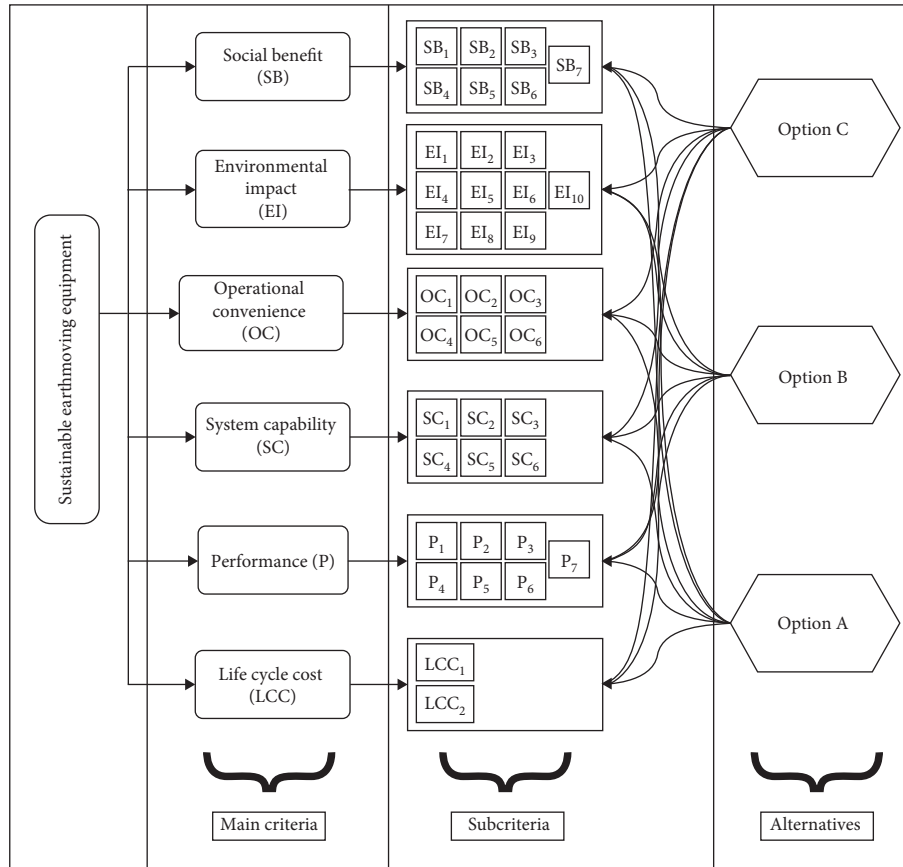 Sustainable earthmoving equipment
Social benefit
(SB)
SB₁ SB₂ SB₃
SB₇
SB₄ SB₅ SB₆
Environmental
impact
(EI)
EI₁ EI₂ EI₃
EI₄ EI₅ EI₆ EI₁₀
EI₇ EI₈ EI₉
Operational
convenience
(OC)
OC₁ OC₂ OC₃
OC₄ OC₅ OC₆
System capability
(SC)
SC₁ SC₂ SC₃
SC₄ SC₅ SC₆
Performance (P)
P₁ P₂ P₃
P₇
P₄ P₅ P₆
Life cycle cost
(LCC)
LCC₁
LCC₂
Option C
Option B
Option A
Main criteria
Subcriteria
Alternatives